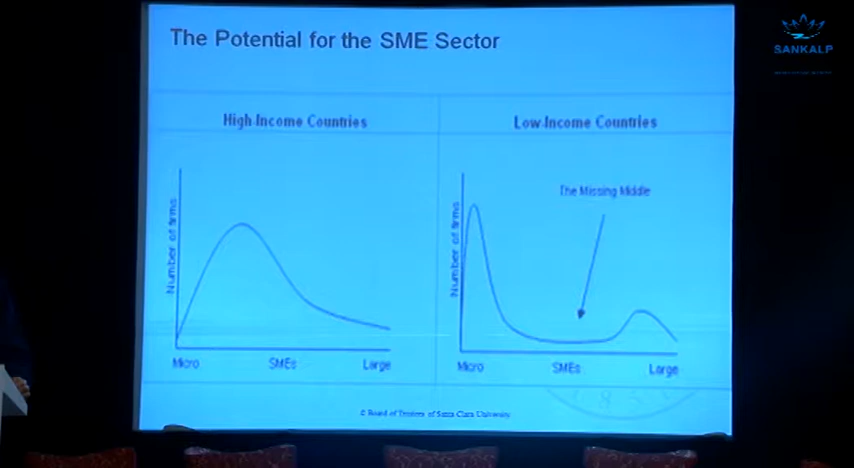 The Potential for the SME Sector
SANKALP
High-Income Countries
Number of firms
Micro
SMEs
Large
Low-Income Countries
The Missing Middle
Number of firms
Micro
SMEs
Large
© Board of Trustees of Santa Clara University